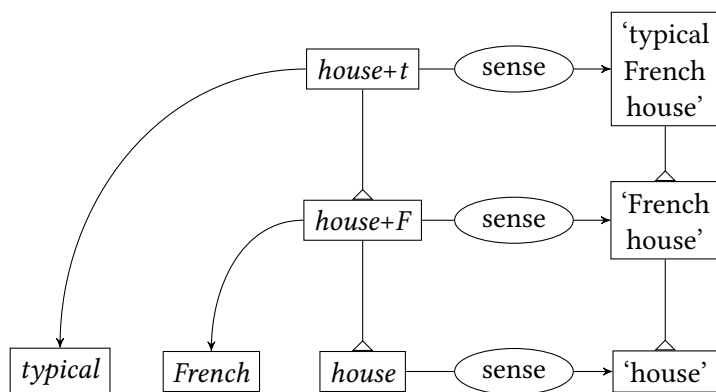 ‘typical
French
house’
house+t
sense
house+F
sense
‘French
house’
typical
French
house
sense
‘house’